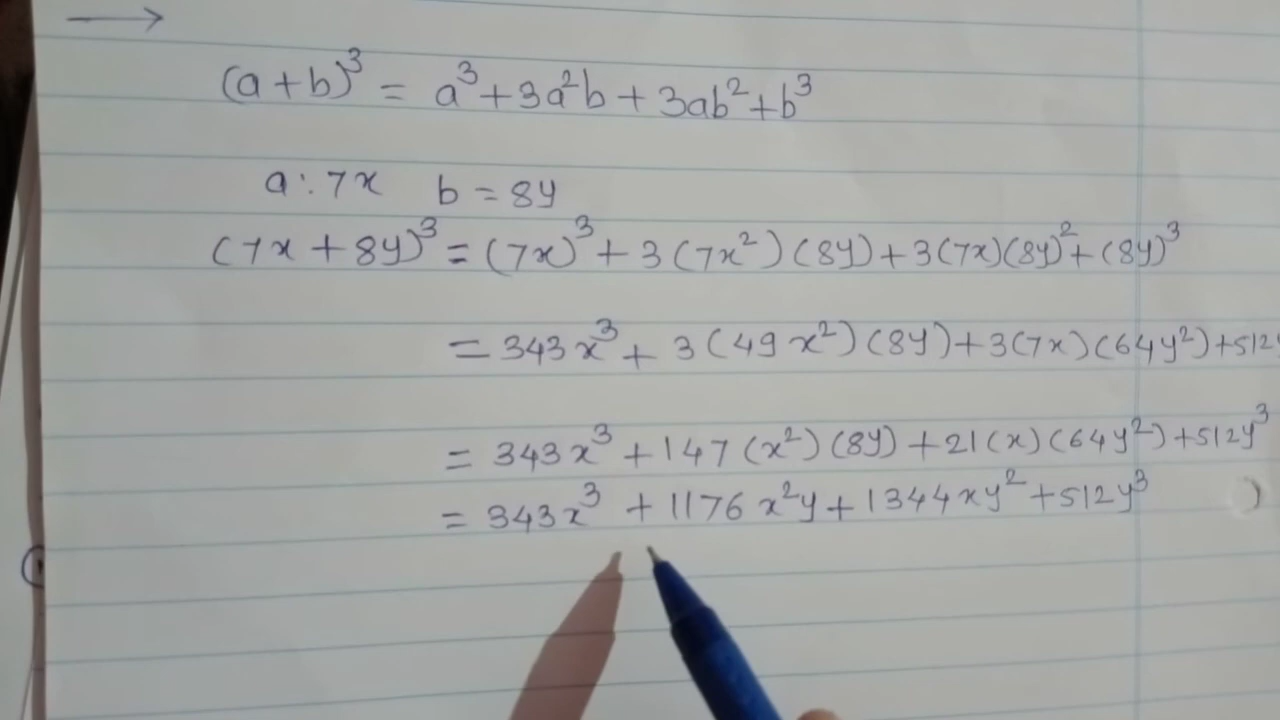 (a+b)³ = a³+3a²b+3ab²+b³
a : 7x b = 8y
(7x+8y)³ = (7x)³+3(7x²)(8y)+3(7x)(8y)²+(8y)³
= 343x³+3(49x²)(8y)+3(7x)(64y²)+512
= 343x³+147(x²)(8y)+21(x)(64y²)+512y³
= 343x³+1176x²y+1344xy²+512y³ )